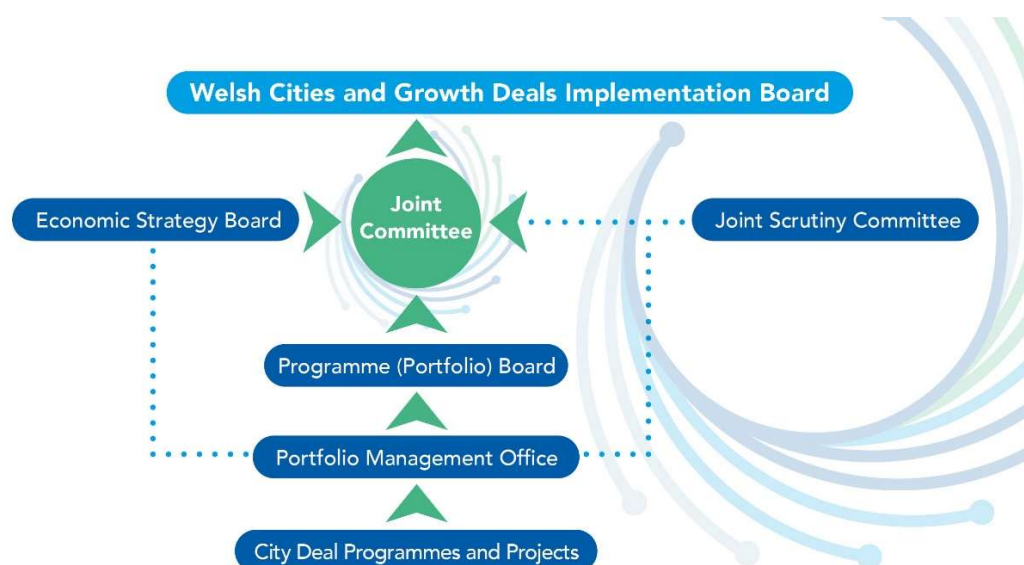 Welsh Cities and Growth Deals Implementation Board
Joint
Committee
Economic Strategy Board
Joint Scrutiny Committee
Programme (Portfolio) Board
Portfolio Management Office
City Deal Programmes and Projects